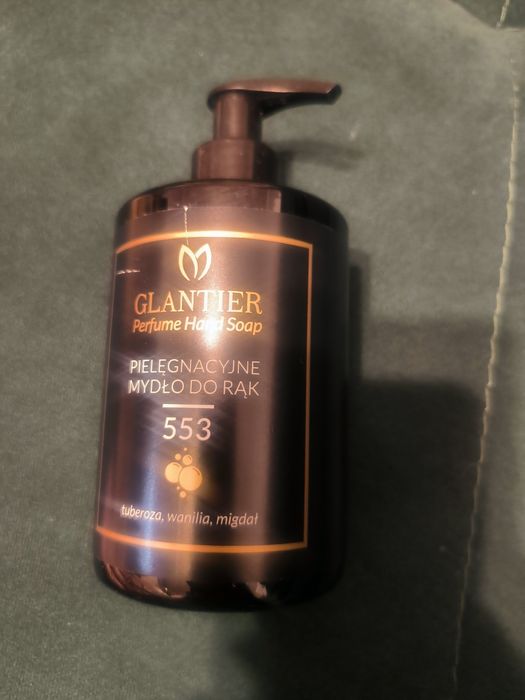 GLANTIER
Perfume Hand Soap
PIELĘGNACYJNE
MYDŁO DO RĄK
553
tuberoza, wanilia, migdał